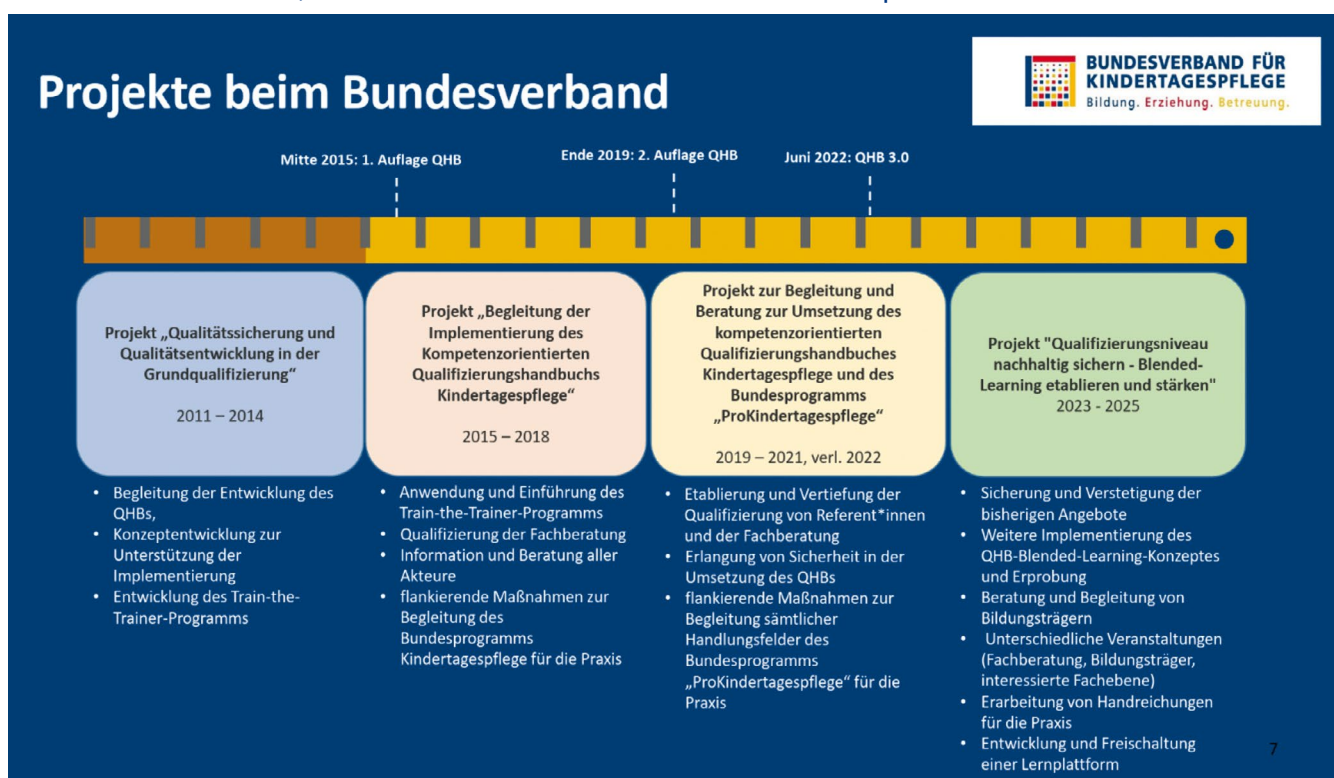 Projekte beim Bundesverband
BUNDESVERBAND FÜR
KINDERTAGESPFLEGE
Bildung. Erziehung. Betreuung.
Mitte 2015: 1. Auflage QHB
Ende 2019: 2. Auflage QHB
Juni 2022: QHB 3.0
Projekt „Qualitätssicherung und
Qualitätsentwicklung in der
Grundqualifizierung“
2011 – 2014
• Begleitung der Entwicklung des
QHBs,
• Konzeptentwicklung zur
Unterstützung der
Implementierung
• Entwicklung des Train-the-
Trainer-Programms
Projekt „Begleitung der
Implementierung des
Kompetenzorientierten
Qualifizierungshandbuchs
Kindertagespflege“
2015 – 2018
• Anwendung und Einführung des
Train-the-Trainer-Programms
• Qualifizierung der Fachberatung
• Information und Beratung aller
Akteure
• flankierende Maßnahmen zur
Begleitung des
Bundesprogramms
Kindertagespflege für die Praxis
Projekt zur Begleitung und
Beratung zur Umsetzung des
kompetenzorientierten
Qualifizierungshandbuches
Kindertagespflege und des
Bundesprogramms
„ProKindertagespflege“
2019 – 2021, verl. 2022
• Etablierung und Vertiefung der
Qualifizierung von Referent*innen
und der Fachberatung
• Erlangung von Sicherheit in der
Umsetzung des QHBs
• flankierende Maßnahmen zur
Begleitung sämtlicher
Handlungsfelder des
Bundesprogramms
„ProKindertagespflege“ für die
Praxis
Projekt "Qualifizierungsniveau
nachhaltig sichern - Blended-
Learning etablieren und stärken"
2023 - 2025
• Sicherung und Verstetigung der
bisherigen Angebote
• Weitere Implementierung des
QHB-Blended-Learning-Konzeptes
und Erprobung
• Beratung und Begleitung von
Bildungsträgern
• Unterschiedliche Veranstaltungen
(Fachberatung, Bildungsträger,
interessierte Fachebene)
• Erarbeitung von Handreichungen
für die Praxis
• Entwicklung und Freischaltung
einer Lernplattform
7